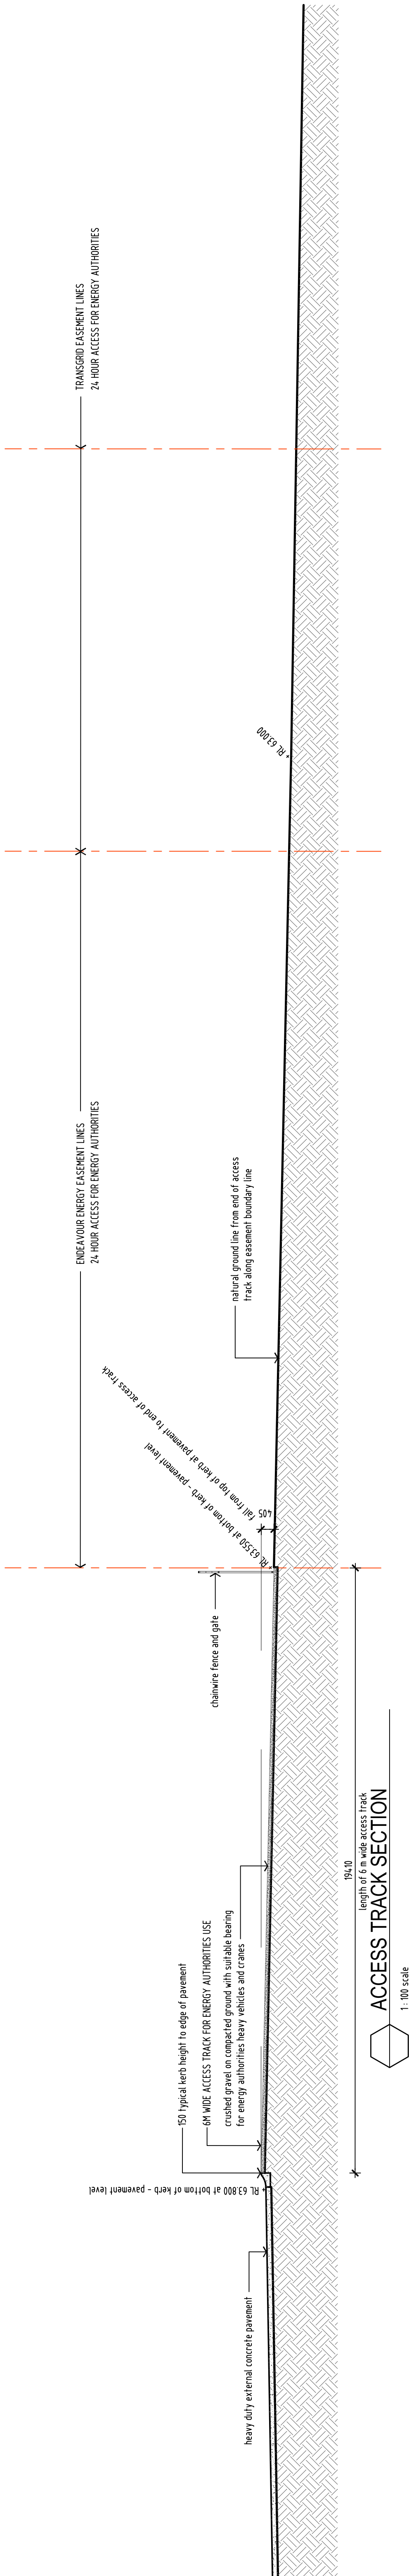 heavy duty external concrete pavement
+ RL 63.800 at bottom of kerb - pavement level
150 typical kerb height to edge of pavement
6M WIDE ACCESS TRACK FOR ENERGY AUTHORITIES USE
crushed gravel on compacted ground with suitable bearing
for energy authorities heavy vehicles and cranes
chainwire fence and gate
+ RL 63.550 at bottom of kerb - pavement level
fall from top of kerb at pavement to end of access track
405
natural ground line from end of access
track along easement boundary line
ENDEAVOUR ENERGY EASEMENT LINES
24 HOUR ACCESS FOR ENERGY AUTHORITIES
+ RL 63.000
TRANSGRID EASEMENT LINES
24 HOUR ACCESS FOR ENERGY AUTHORITIES
19410
length of 6 m wide access track
ACCESS TRACK SECTION
1 : 100 scale